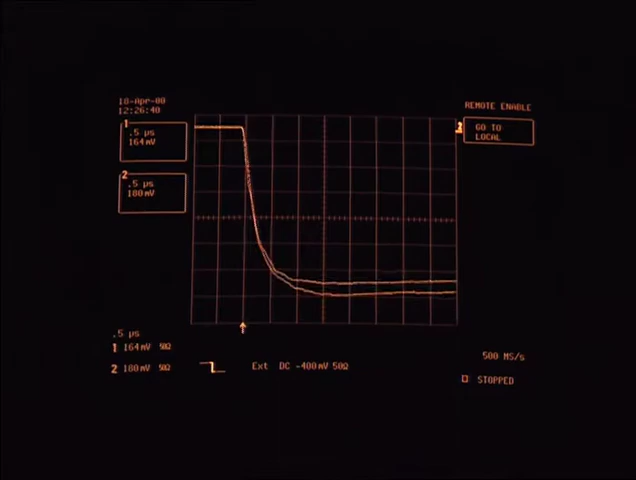 18-Apr-00
12:26:40
REMOTE ENABLE
1
.5 µs
164mV
2
GO TO
LOCAL
2
.5 µs
180mV
.5 µs
1 164mV 50Ω
2 180mV 50Ω
Ext DC -400mV 50Ω
500 MS/s
STOPPED